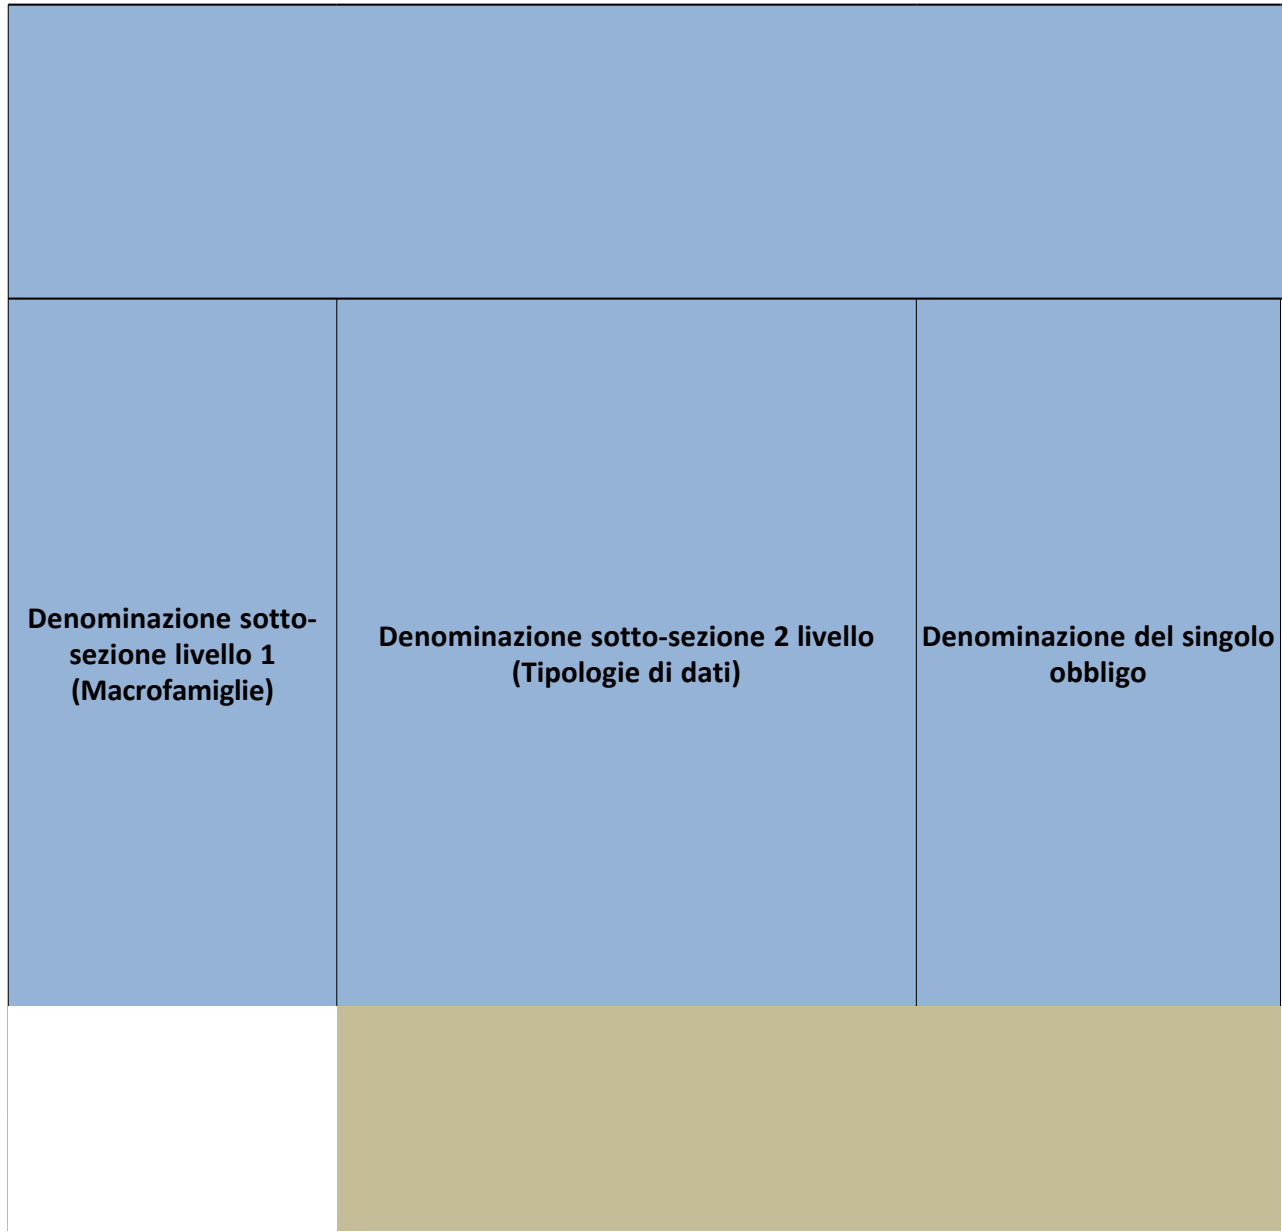 Denominazione sotto-
sezione livello 1
(Macrofamiglie)
Denominazione sotto-sezione 2 livello
(Tipologie di dati)
Denominazione del singolo
obbligo